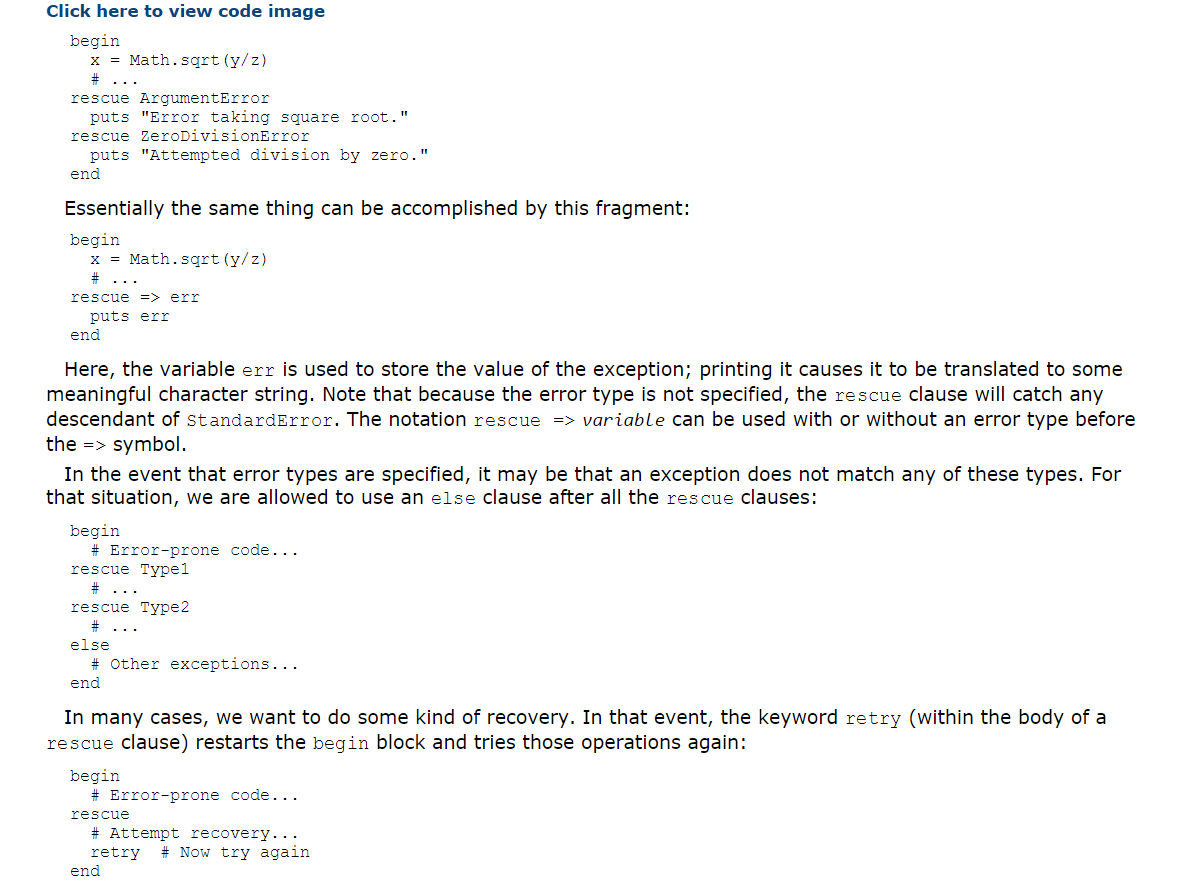 Click here to view code image
begin
  x = Math.sqrt(y/z)
  # ...
rescue ArgumentError
  puts "Error taking square root."
rescue ZeroDivisionError
  puts "Attempted division by zero."
end
Essentially the same thing can be accomplished by this fragment:
begin
  x = Math.sqrt(y/z)
  # ...
rescue => err
  puts err
end
Here, the variable err is used to store the value of the exception; printing it causes it to be translated to some
meaningful character string. Note that because the error type is not specified, the rescue clause will catch any
descendant of StandardError. The notation rescue => variable can be used with or without an error type before
the => symbol.
In the event that error types are specified, it may be that an exception does not match any of these types. For
that situation, we are allowed to use an else clause after all the rescue clauses:
begin
  # Error-prone code...
rescue Type1
  # ...
rescue Type2
  # ...
else
  # Other exceptions...
end
In many cases, we want to do some kind of recovery. In that event, the keyword retry (within the body of a
rescue clause) restarts the begin block and tries those operations again:
begin
  # Error-prone code...
rescue
  # Attempt recovery...
  retry  # Now try again
end